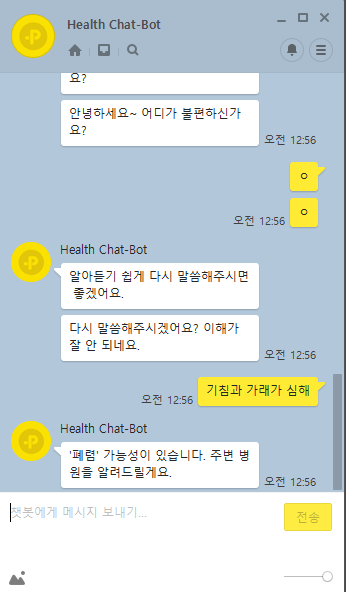 Health Chat-Bot
요?
안녕하세요~ 어디가 불편하신가
요?
오전 12:56
ㅇ
오전 12:56
ㅇ
Health Chat-Bot
알아듣기 쉽게 다시 말씀해주시면
좋겠어요.
다시 말씀해주시겠어요? 이해가
잘 안 되네요.
오전 12:56
오전 12:56
기침과 가래가 심해
Health Chat-Bot
'폐렴' 가능성이 있습니다. 주변 병
원을 알려드릴게요.
오전 12:56
챗봇에게 메시지 보내기...
전송